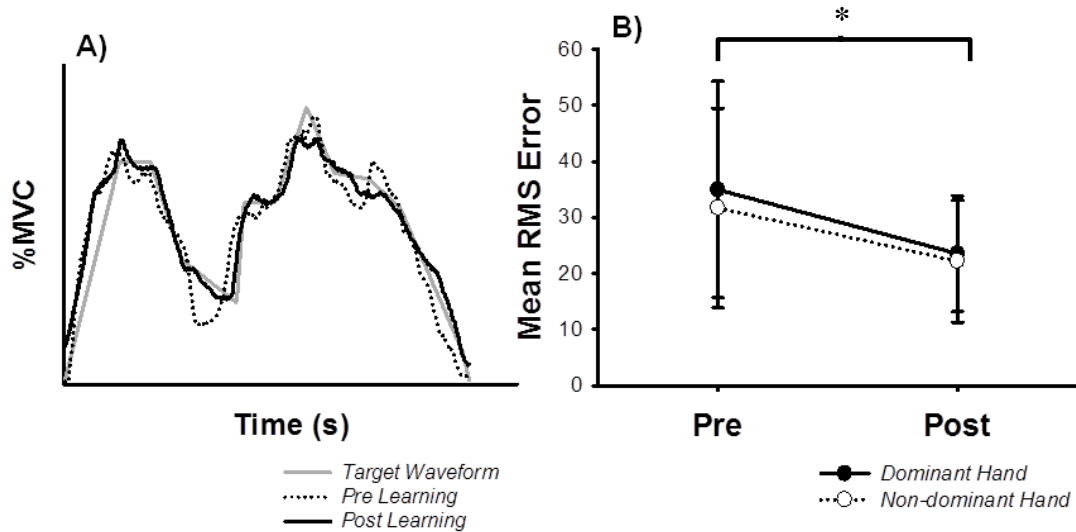 A)
%MVC
Time (s)
Target Waveform
Pre Learning
Post Learning
B)
*
Mean RMS Error
60
50
40
30
20
10
0
Pre Post
Dominant Hand
Non-dominant Hand